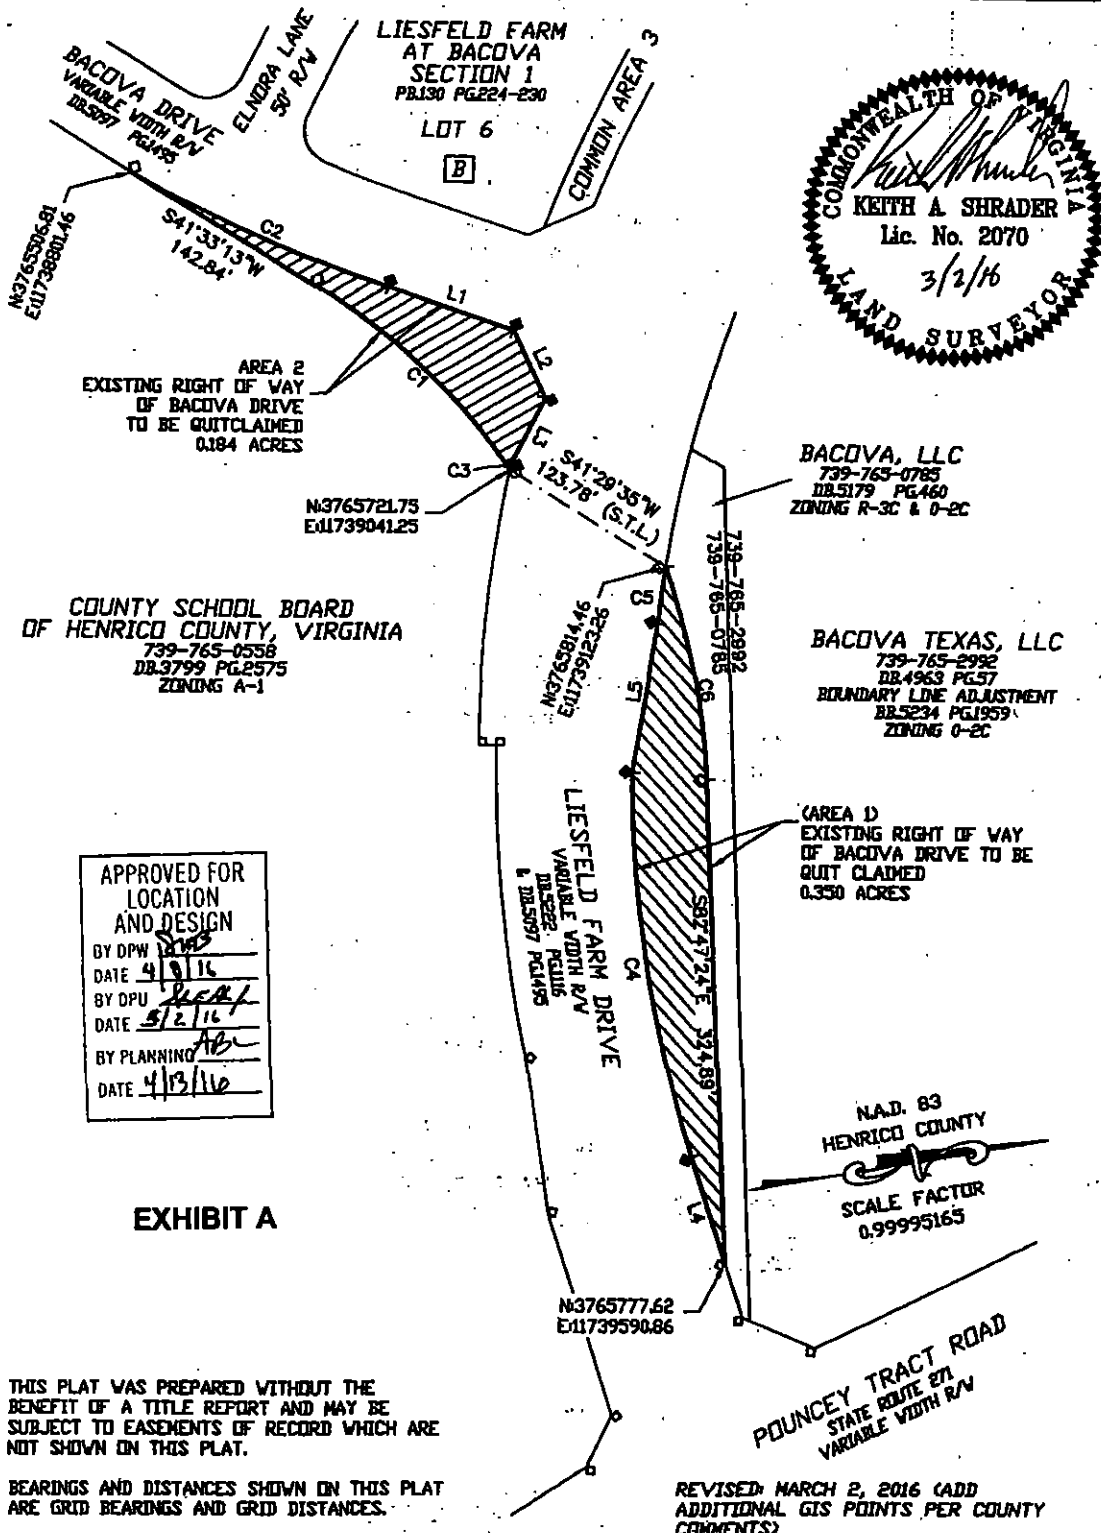 LIESFELD FARM
AT BACOVA
SECTION 1
PB.130 PG.224-230
LOT 6
B
COMMON AREA 3
ELNORA LANE
50' R/W
BACOVA DRIVE
VARIABLE WIDTH R/W
DB.5097 PG.1495
COMMONWEALTH OF VIRGINIA
KEITH A. SHRADER
Lic. No. 2070
3/2/16
LAND SURVEYOR
N:3765506.81
E:11738801.46
S41°33'13"W
142.84'
C2
L1
L2
L3
C1
C3
AREA 2
EXISTING RIGHT OF WAY
OF BACOVA DRIVE
TO BE QUITCLAIMED
0.184 ACRES
N:3765721.75
E:11739041.25
S41°29'35"W
123.78' (S.T.L.)
BACOVA, LLC
739-765-0785
DB.5179 PG.460
ZONING R-3C & O-2C
739-765-2992
739-765-0785
COUNTY SCHOOL BOARD
OF HENRICO COUNTY, VIRGINIA
739-765-0558
DB.3799 PG.2575
ZONING A-1
N:3765814.46
E:11739123.26
C5
L5
C6
BACOVA TEXAS, LLC
739-765-2992
DB.4963 PG.57
BOUNDARY LINE ADJUSTMENT
BB.5234 PG.1959
ZONING O-2C
(AREA 1)
EXISTING RIGHT OF WAY
OF BACOVA DRIVE TO BE
QUIT CLAIMED
0.350 ACRES
LIESFELD FARM DRIVE
VARIABLE WIDTH R/W
DB.5222 PG.1116
& DB.5097 PG.1495
C4
S82°47'24"E 324.89'
L4
APPROVED FOR
LOCATION
AND DESIGN
BY DPW
DATE 4/8/16
BY DPU
DATE 5/2/16
BY PLANNING
DATE 4/13/16
N.A.D. 83
HENRICO COUNTY
SCALE FACTOR
0.99995165
EXHIBIT A
N:3765777.62
E:11739590.86
POUNCEY TRACT ROAD
STATE ROUTE 271
VARIABLE WIDTH R/W
THIS PLAT WAS PREPARED WITHOUT THE
BENEFIT OF A TITLE REPORT AND MAY BE
SUBJECT TO EASEMENTS OF RECORD WHICH ARE
NOT SHOWN ON THIS PLAT.
BEARINGS AND DISTANCES SHOWN ON THIS PLAT
ARE GRID BEARINGS AND GRID DISTANCES.
REVISED: MARCH 2, 2016 (ADD
ADDITIONAL GIS POINTS PER COUNTY
COMMENTS)